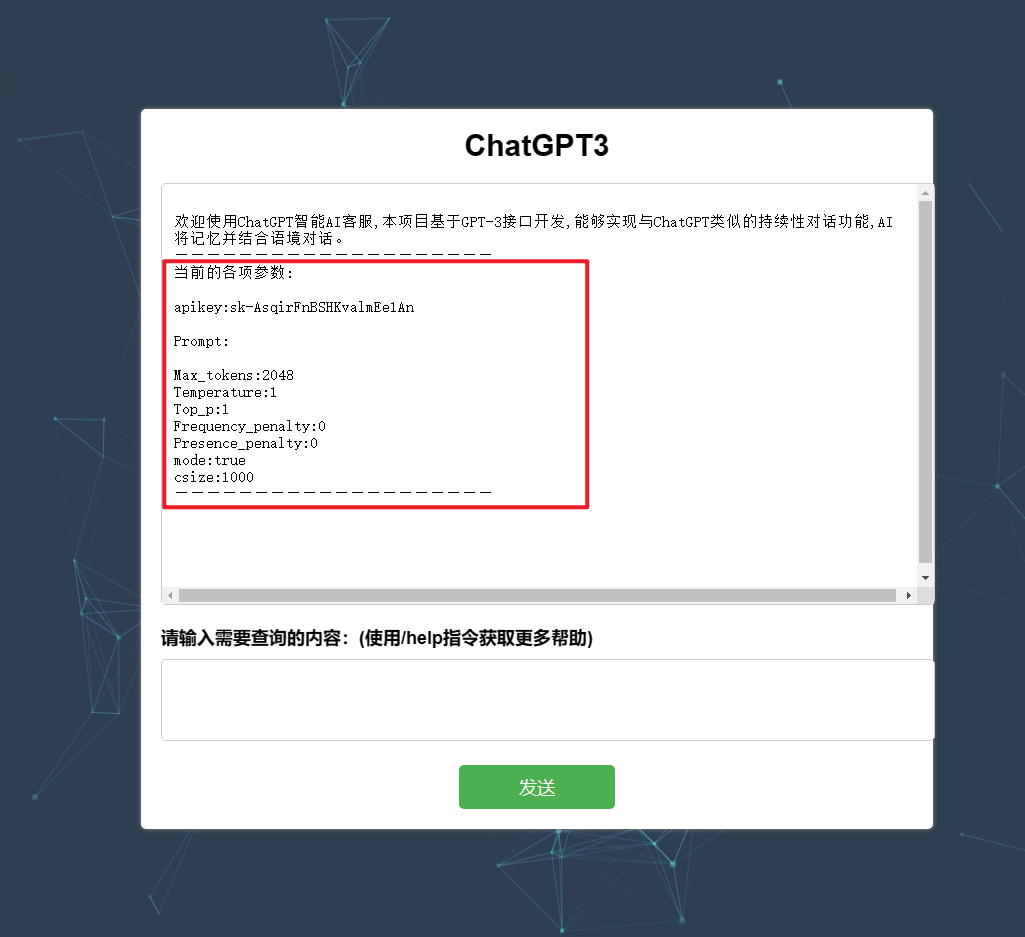 ChatGPT3
欢迎使用ChatGPT智能AI客服,本项目基于GPT-3接口开发,能够实现与ChatGPT类似的持续性对话功能,AI
将记忆并结合语境对话。
————————————————————
当前的各项参数:
apikey:sk-AsqirFnBSHKvalmEe1An
Prompt:
Max_tokens:2048
Temperature:1
Top_p:1
Frequency_penalty:0
Presence_penalty:0
mode:true
csize:1000
————————————————————
请输入需要查询的内容：(使用/help指令获取更多帮助)
发送